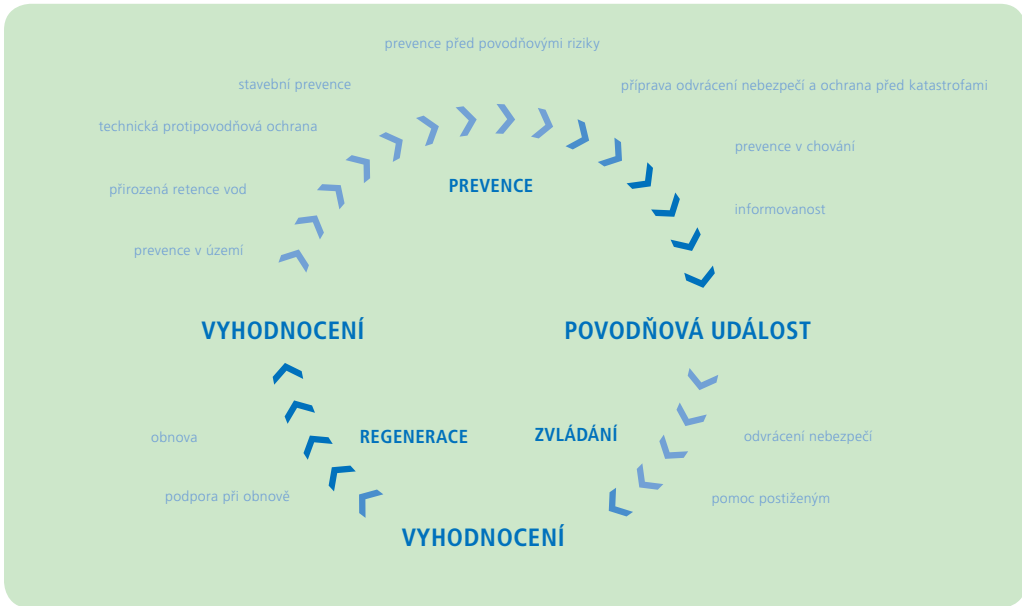 prevence před povodňovými riziky
stavební prevence
příprava odvrácení nebezpečí a ochrana před katastrofami
technická protipovodňová ochrana
prevence v chování
PREVENCE
přirozená retence vod
informovanost
prevence v území
VYHODNOCENÍ
POVODŇOVÁ UDÁLOST
obnova
REGENERACE
ZVLÁDÁNÍ
odvrácení nebezpečí
podpora při obnově
pomoc postiženým
VYHODNOCENÍ